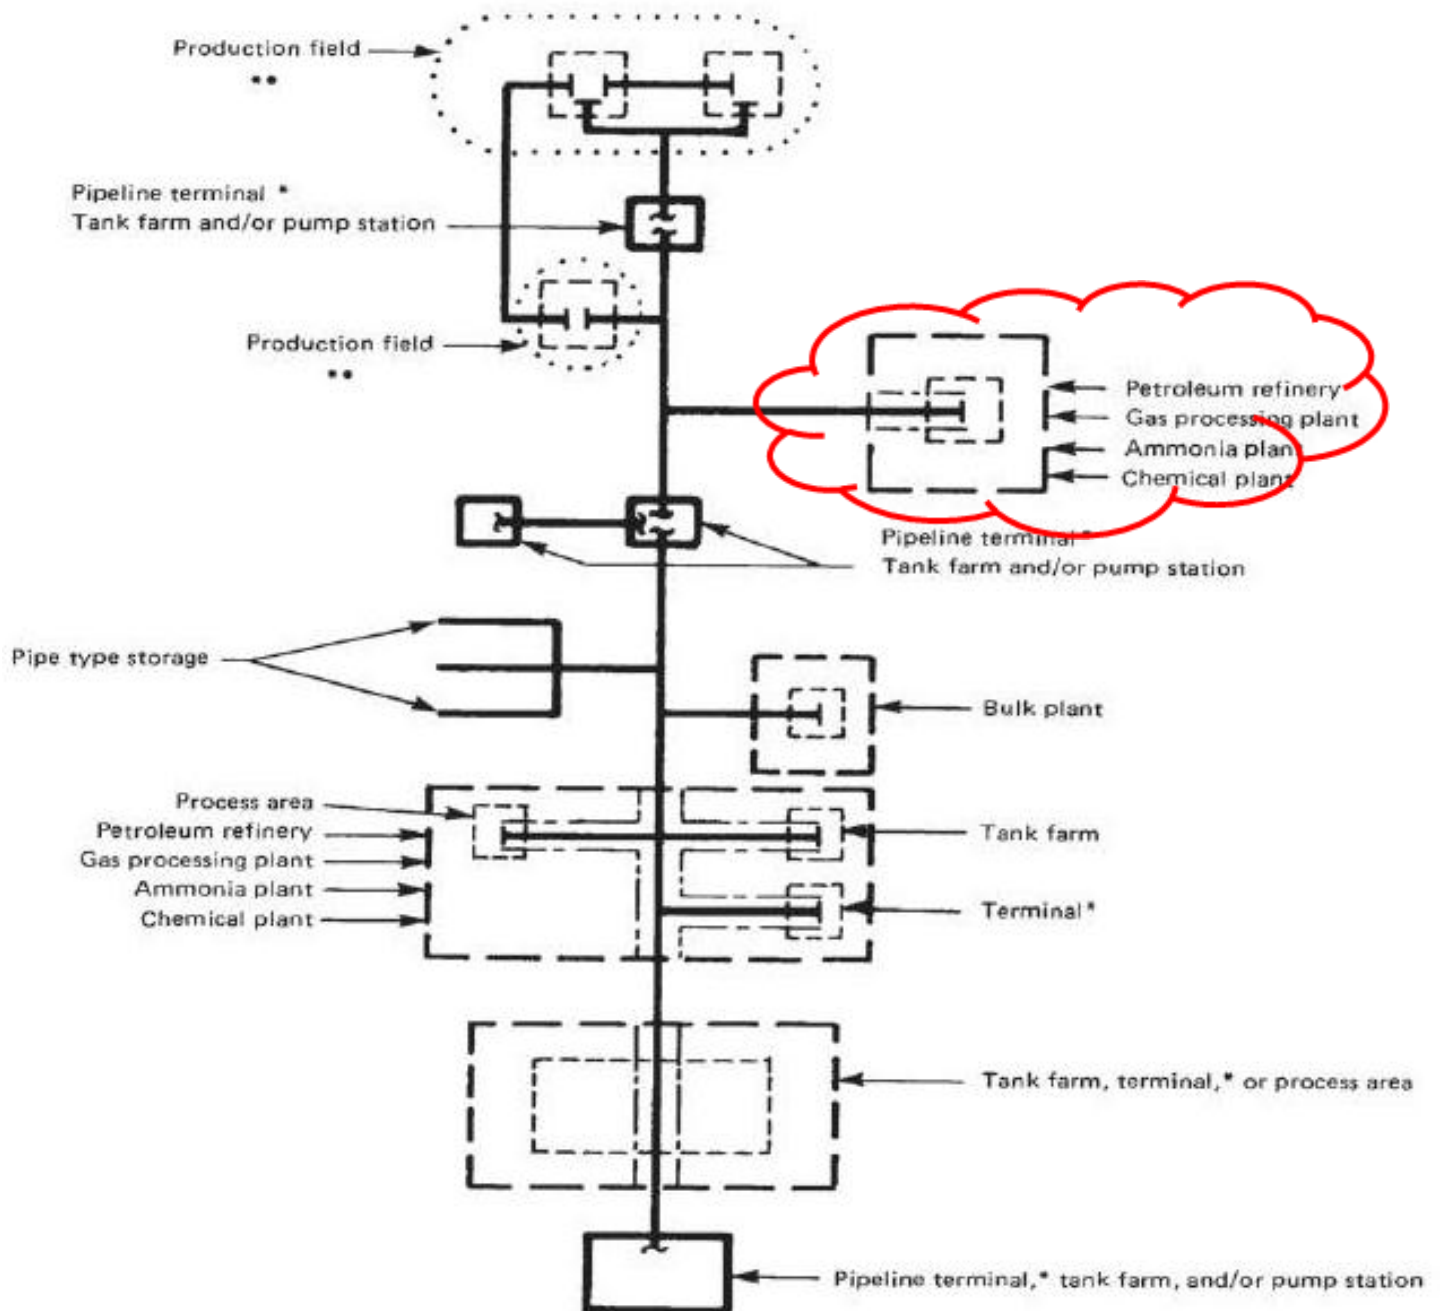 Production field
**
Pipeline terminal *
Tank farm and/or pump station
Production field
**
Petroleum refinery
Gas processing plant
Ammonia plant
Chemical plant
Pipeline terminal*
Tank farm and/or pump station
Pipe type storage
Bulk plant
Process area
Petroleum refinery
Gas processing plant
Ammonia plant
Chemical plant
Tank farm
Terminal*
Tank farm, terminal,* or process area
Pipeline terminal,* tank farm, and/or pump station